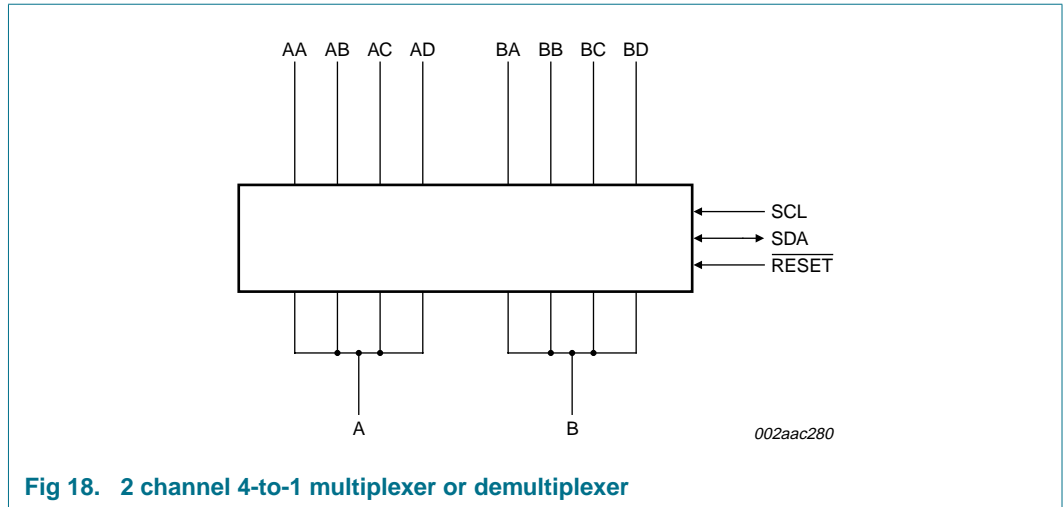 AA AB AC AD BA BB BC BD
SCL
SDA
RESET
A B
002aac280
Fig 18. 2 channel 4-to-1 multiplexer or demultiplexer